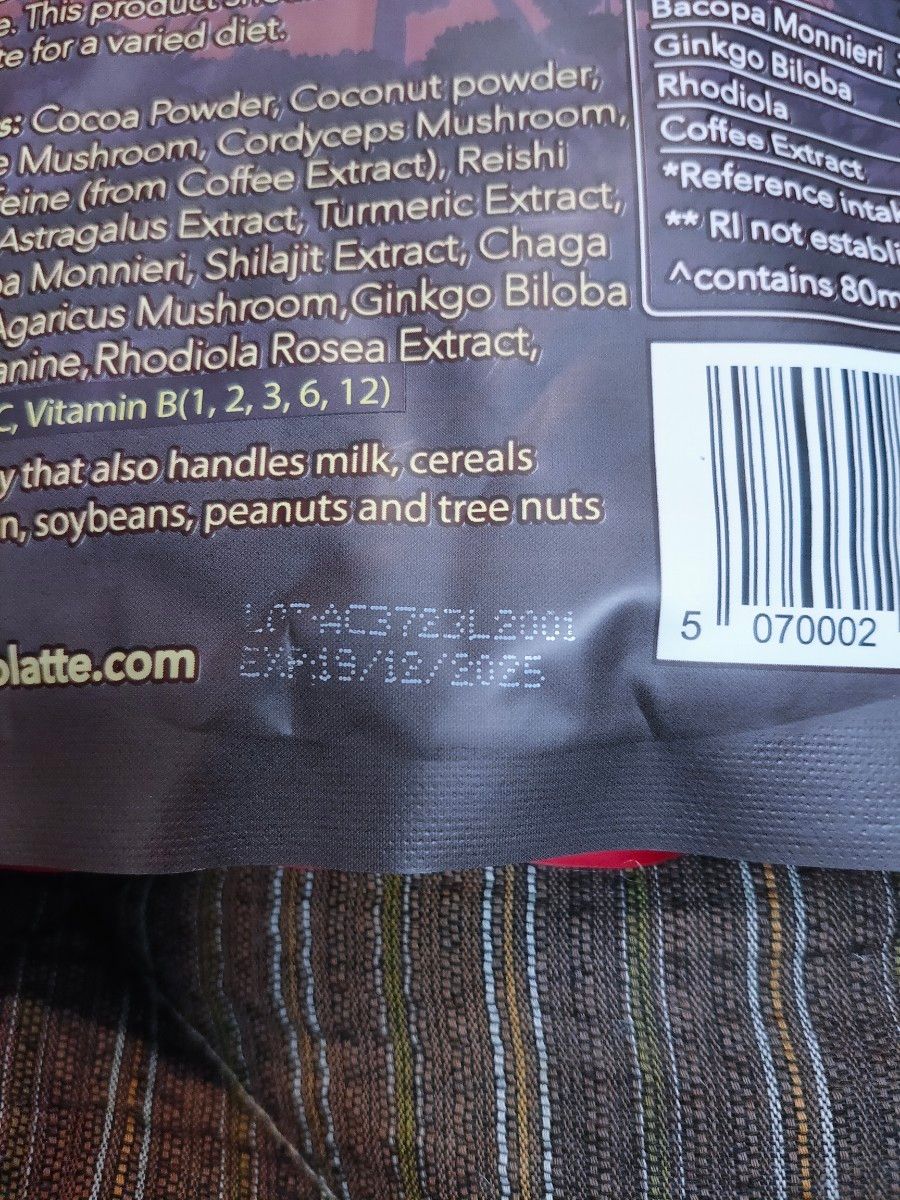 e. This product
te for a varied diet.
s: Cocoa Powder, Coconut powder,
e Mushroom, Cordyceps Mushroom,
feine (from Coffee Extract), Reishi
Astragalus Extract, Turmeric Extract,
pa Monnieri, Shilajit Extract, Chaga
Agaricus Mushroom,Ginkgo Biloba
anine,Rhodiola Rosea Extract,
C, Vitamin B(1, 2, 3, 6, 12)
y that also handles milk, cereals
n, soybeans, peanuts and tree nuts
LOT:AC3723L2001
EXP:19/12/2025
olatte.com
Bacopa Monnieri
Ginkgo Biloba
Rhodiola
Coffee Extract
*Reference intak
** RI not establi
^contains 80m
5 070002